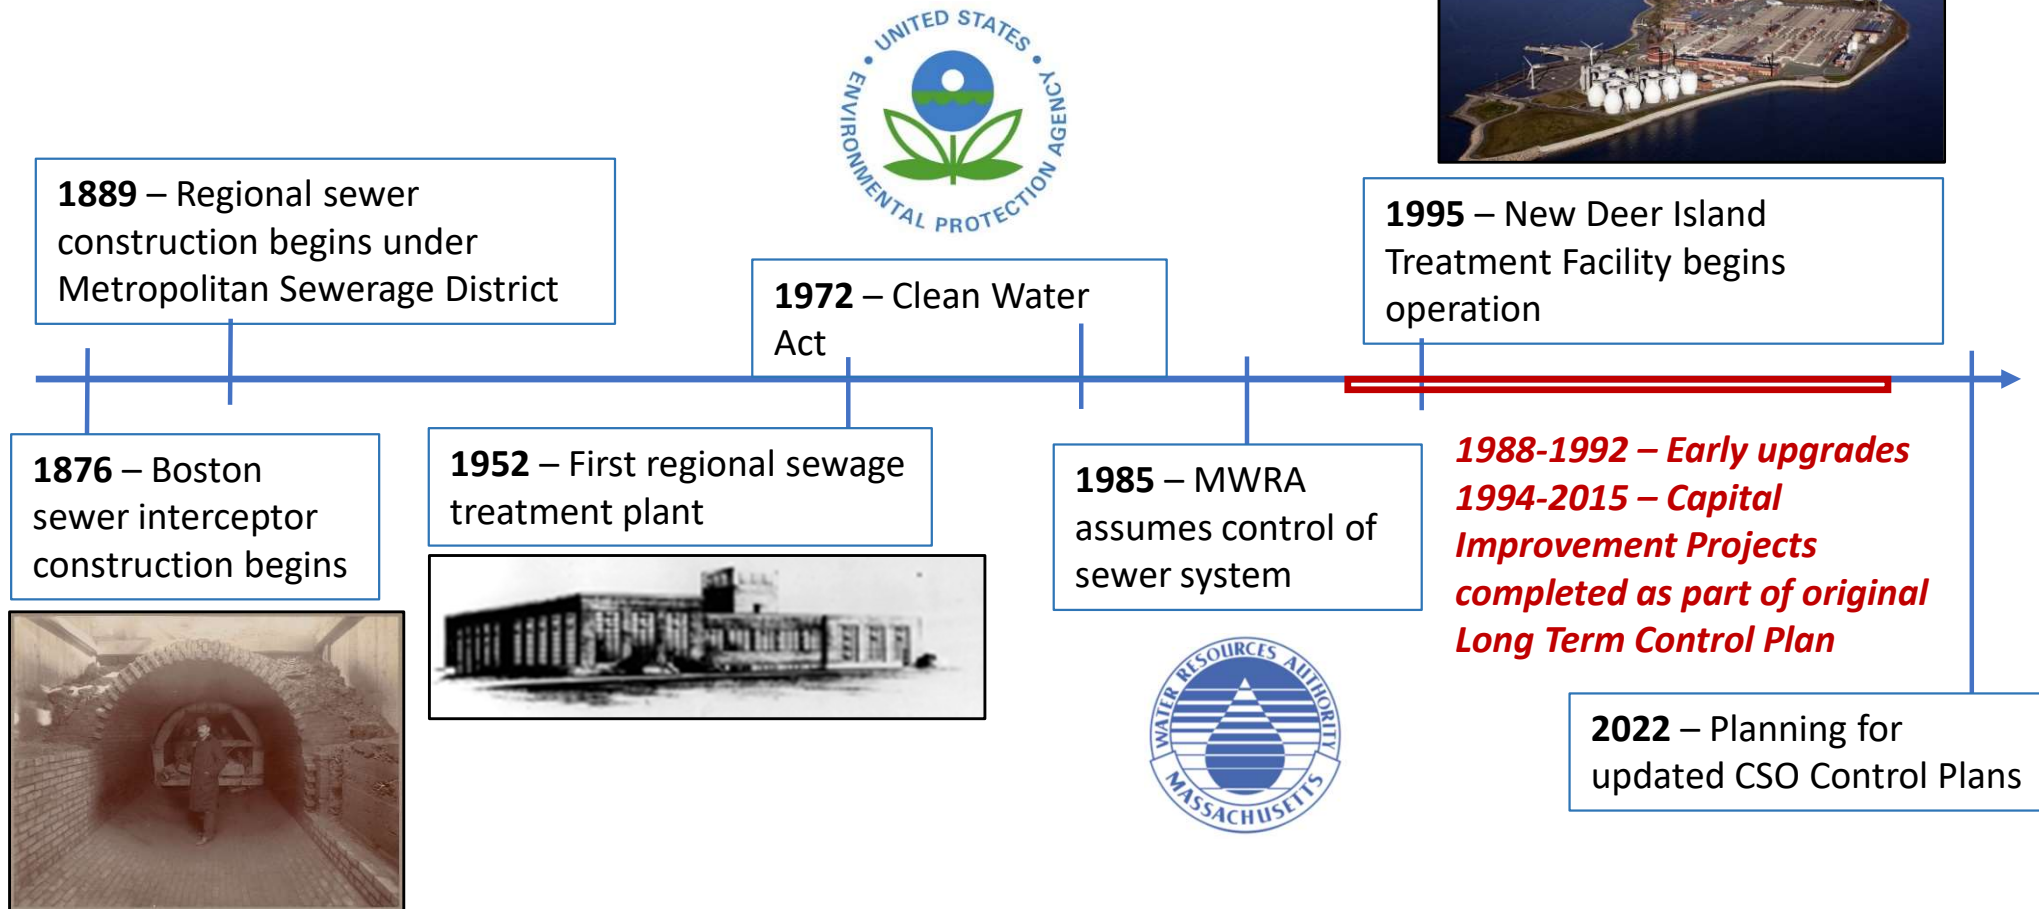 • UNITED STATES •
ENVIRONMENTAL PROTECTION AGENCY
1889 – Regional sewer
construction begins under
Metropolitan Sewerage District
1972 – Clean Water
Act
1995 – New Deer Island
Treatment Facility begins
operation
1876 – Boston
sewer interceptor
construction begins
1952 – First regional sewage
treatment plant
1985 – MWRA
assumes control of
sewer system
1988-1992 – Early upgrades
1994-2015 – Capital
Improvement Projects
completed as part of original
Long Term Control Plan
WATER RESOURCES AUTHORITY
MASSACHUSETTS
2022 – Planning for
updated CSO Control Plans